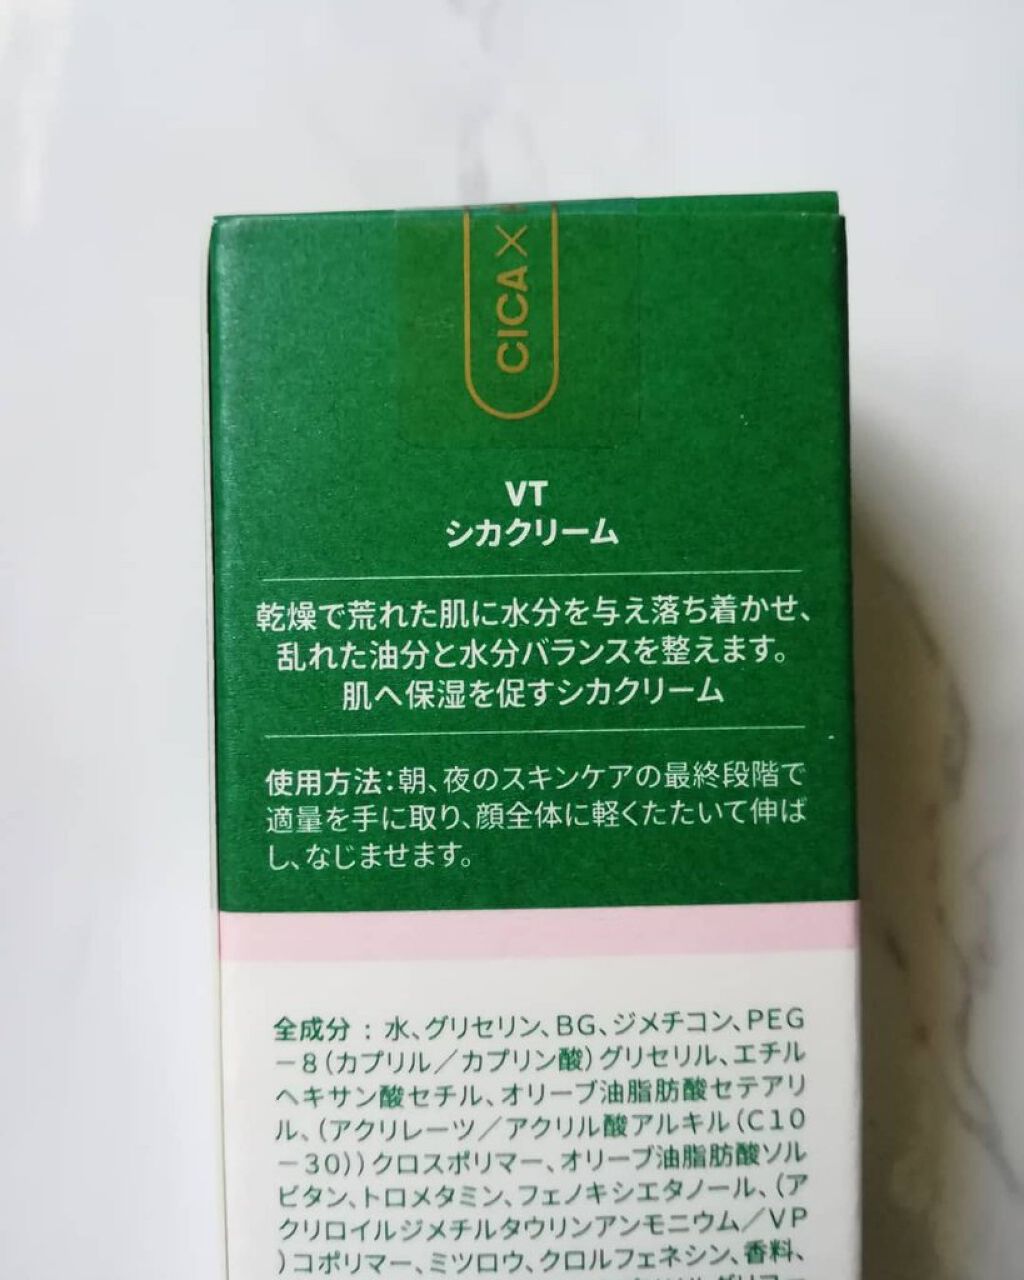 CICA×
VT
シカクリーム
乾燥で荒れた肌に水分を与え落ち着かせ、
乱れた油分と水分バランスを整えます。
肌へ保湿を促すシカクリーム
使用方法：朝、夜のスキンケアの最終段階で
適量を手に取り、顔全体に軽くたたいて伸ば
し、なじませます。
全成分 : 水、グリセリン、BG、ジメチコン、PEG
－8（カプリル／カプリン酸）グリセリル、エチル
ヘキサン酸セチル、オリーブ油脂肪酸セテアリ
ル、（アクリレーツ／アクリル酸アルキル（C10
－30））クロスポリマー、オリーブ油脂肪酸ソル
ビタン、トロメタミン、フェノキシエタノール、（ア
クリロイルジメチルタウリンアンモニウム／VP
）コポリマー、ミツロウ、クロルフェネシン、香料、